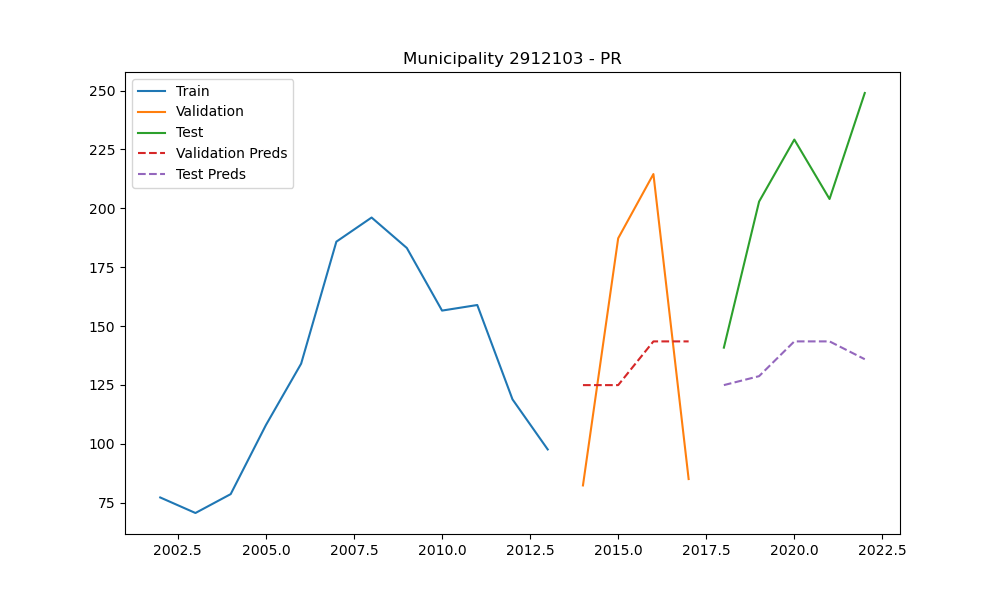 Municipality 2912103 - PR
Train
Validation
Test
Validation Preds
Test Preds
250
225
200
175
150
125
100
75
2002.5 2005.0 2007.5 2010.0 2012.5 2015.0 2017.5 2020.0 2022.5